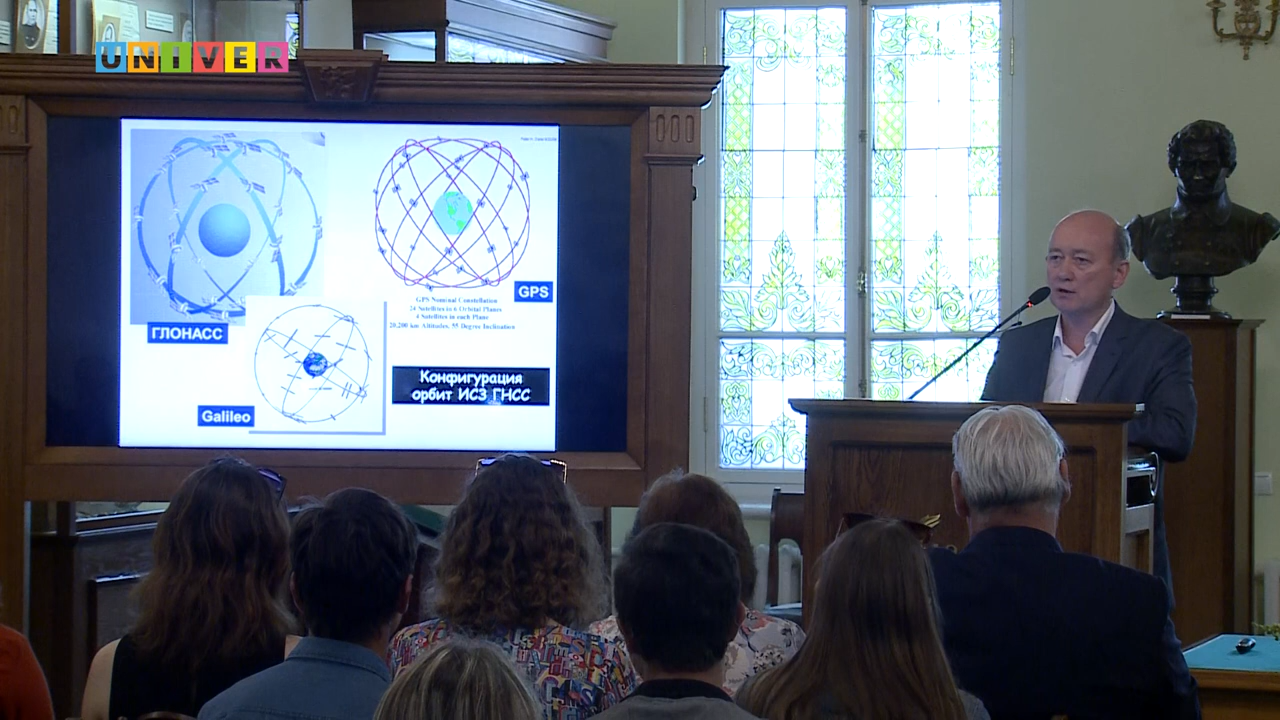 UNIVER
ГЛОНАСС
GPS
GPS Nominal Constellation
24 Satellites in 6 Orbital Planes
4 Satellites in each Plane
20,200 km Altitudes, 55 Degree Inclination
Galileo
Конфигурация
орбит ИСЗ ГНСС